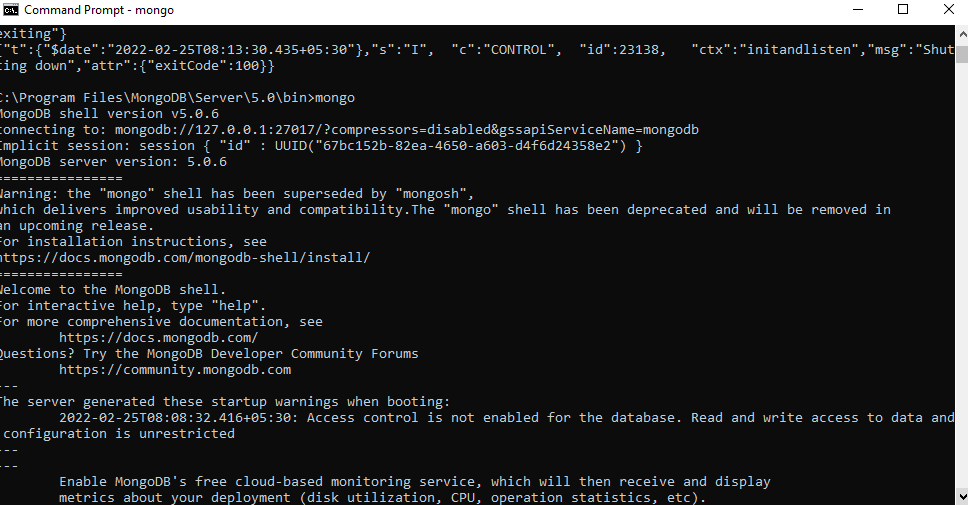 Command Prompt - mongo
exiting"}
{"t":{"$date":"2022-02-25T08:13:30.435+05:30"},"s":"I",  "c":"CONTROL",  "id":23138,   "ctx":"initandlisten","msg":"Shut
ting down","attr":{"exitCode":100}}
C:\Program Files\MongoDB\Server\5.0\bin>mongo
MongoDB shell version v5.0.6
connecting to: mongodb://127.0.0.1:27017/?compressors=disabled&gssapiServiceName=mongodb
Implicit session: session { "id" : UUID("67bc152b-82ea-4650-a603-d4f6d24358e2") }
MongoDB server version: 5.0.6
================
Warning: the "mongo" shell has been superseded by "mongosh",
which delivers improved usability and compatibility.The "mongo" shell has been deprecated and will be removed in
an upcoming release.
For installation instructions, see
https://docs.mongodb.com/mongodb-shell/install/
================
Welcome to the MongoDB shell.
For interactive help, type "help".
For more comprehensive documentation, see
        https://docs.mongodb.com/
Questions? Try the MongoDB Developer Community Forums
        https://community.mongodb.com
---
The server generated these startup warnings when booting:
        2022-02-25T08:08:32.416+05:30: Access control is not enabled for the database. Read and write access to data and
 configuration is unrestricted
---
---
        Enable MongoDB's free cloud-based monitoring service, which will then receive and display
        metrics about your deployment (disk utilization, CPU, operation statistics, etc).